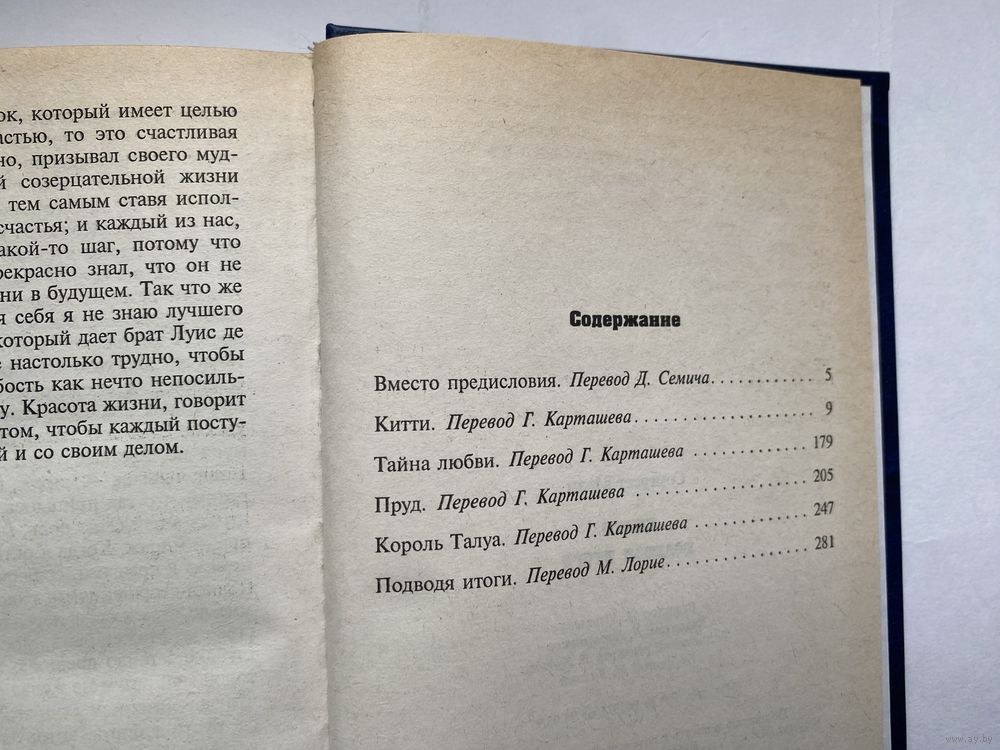 ок, который имеет целью
астью, то это счастливая
но, призывал своего муд-
й созерцательной жизни
тем самым ставя испол-
счастья; и каждый из нас,
акой-то шаг, потому что
рекрасно знал, что он не
ни в будущем. Так что же
я себя я не знаю лучшего
который дает брат Луис де
е настолько трудно, чтобы
бость как нечто непосиль-
у. Красота жизни, говорит
том, чтобы каждый посту-
й и со своим делом.
Содержание
Вместо предисловия. Перевод Д. Семича............ 5
Китти. Перевод Г. Карташева.................... 9
Тайна любви. Перевод Г. Карташева ............ 179
Пруд. Перевод Г. Карташева .................. 205
Король Талуа. Перевод Г. Карташева ............ 247
Подводя итоги. Перевод М. Лорие............... 281
www.ay.by